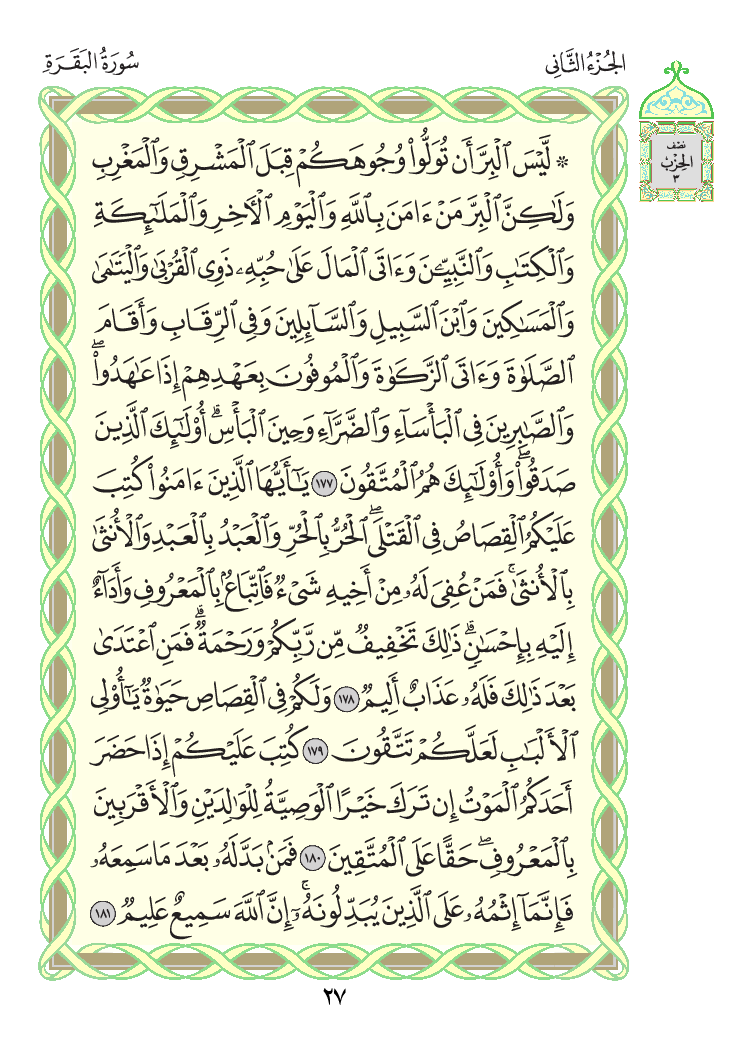 الجُزْءُ الثَّانِي
سُورَةُ البَقَرَةِ
نصف
الحِزْب
٣
۞ لَّيْسَ ٱلْبِرَّ أَن تُوَلُّوا۟ وُجُوهَكُمْ قِبَلَ ٱلْمَشْرِقِ وَٱلْمَغْرِبِ
وَلَٰكِنَّ ٱلْبِرَّ مَنْ ءَامَنَ بِٱللَّهِ وَٱلْيَوْمِ ٱلْأَخِرِ وَٱلْمَلَٰٓئِكَةِ
وَٱلْكِتَٰبِ وَٱلنَّبِيِّۦنَ وَءَاتَى ٱلْمَالَ عَلَىٰ حُبِّهِۦ ذَوِى ٱلْقُرْبَىٰ وَٱلْيَتَٰمَىٰ
وَٱلْمَسَٰكِينَ وَٱبْنَ ٱلسَّبِيلِ وَٱلسَّآئِلِينَ وَفِى ٱلرِّقَابِ وَأَقَامَ
ٱلصَّلَوٰةَ وَءَاتَى ٱلزَّكَوٰةَ وَٱلْمُوفُونَ بِعَهْدِهِمْ إِذَا عَٰهَدُوا۟ۖ
وَٱلصَّٰبِرِينَ فِى ٱلْبَأْسَآءِ وَٱلضَّرَّآءِ وَحِينَ ٱلْبَأْسِۗ أُو۟لَٰٓئِكَ ٱلَّذِينَ
صَدَقُوا۟ۖ وَأُو۟لَٰٓئِكَ هُمُ ٱلْمُتَّقُونَ ١٧٧ يَٰٓأَيُّهَا ٱلَّذِينَ ءَامَنُوا۟ كُتِبَ
عَلَيْكُمُ ٱلْقِصَاصُ فِى ٱلْقَتْلَىۖ ٱلْحُرُّ بِٱلْحُرِّ وَٱلْعَبْدُ بِٱلْعَبْدِ وَٱلْأُنثَىٰ
بِٱلْأُنثَىٰۚ فَمَنْ عُفِىَ لَهُۥ مِنْ أَخِيهِ شَىْءٌ فَٱتِّبَاعٌۢ بِٱلْمَعْرُوفِ وَأَدَآءٌ
إِلَيْهِ بِإِحْسَٰنٍۗ ذَٰلِكَ تَخْفِيفٌ مِّن رَّبِّكُمْ وَرَحْمَةٌۗ فَمَنِ ٱعْتَدَىٰ
بَعْدَ ذَٰلِكَ فَلَهُۥ عَذَابٌ أَلِيمٌ ١٧٨ وَلَكُمْ فِى ٱلْقِصَاصِ حَيَوٰةٌ يَٰٓأُو۟لِى
ٱلْأَلْبَٰبِ لَعَلَّكُمْ تَتَّقُونَ ١٧٩ كُتِبَ عَلَيْكُمْ إِذَا حَضَرَ
أَحَدَكُمُ ٱلْمَوْتُ إِن تَرَكَ خَيْرًا ٱلْوَصِيَّةُ لِلْوَٰلِدَيْنِ وَٱلْأَقْرَبِينَ
بِٱلْمَعْرُوفِۖ حَقًّا عَلَى ٱلْمُتَّقِينَ ١٨٠ فَمَنۢ بَدَّلَهُۥ بَعْدَ مَا سَمِعَهُۥ
فَإِنَّمَآ إِثْمُهُۥ عَلَى ٱلَّذِينَ يُبَدِّلُونَهُۥٓۚ إِنَّ ٱللَّهَ سَمِيعٌ عَلِيمٌ ١٨١
٢٧